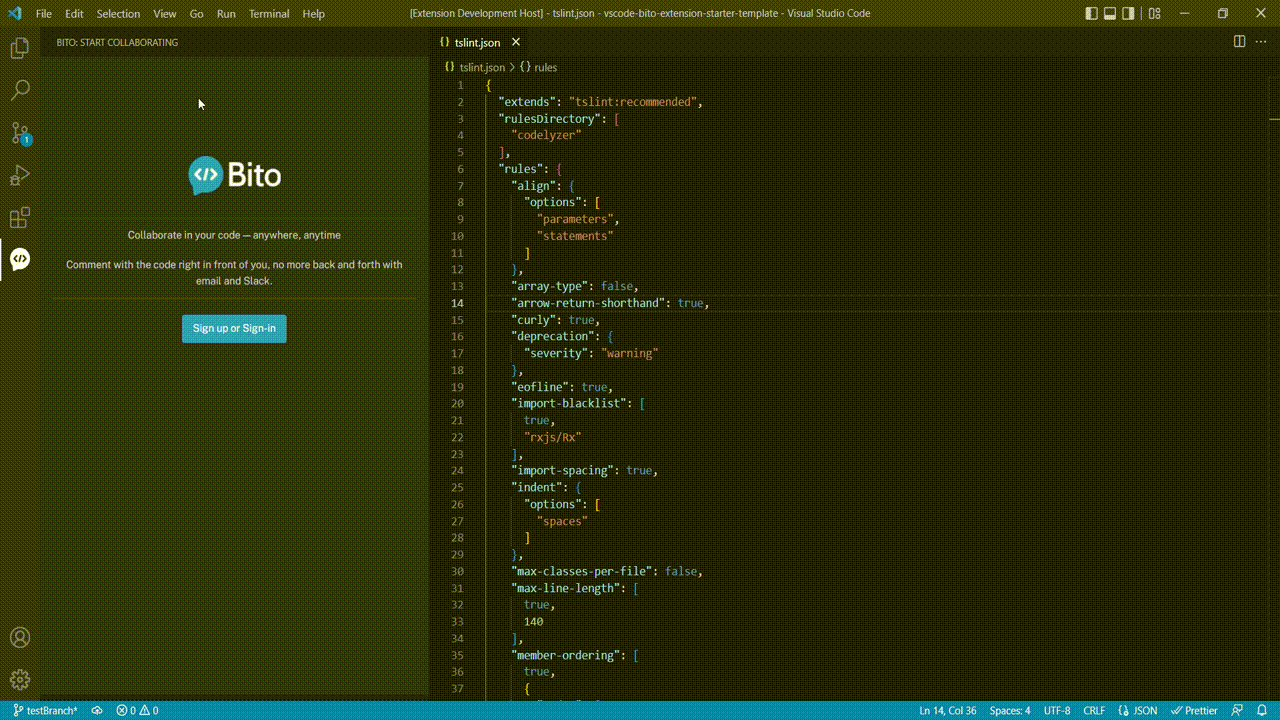 File Edit Selection View Go Run Terminal Help
[Extension Development Host] - tslint.json - vscode-bito-extension-starter-template - Visual Studio Code
BITO: START COLLABORATING
1
</> Bito
Collaborate in your code — anywhere, anytime
Comment with the code right in front of you, no more back and forth with
email and Slack.
Sign up or Sign-in
{} tslint.json
{} tslint.json > {} rules
1 {
2 "extends": "tslint:recommended",
3 "rulesDirectory": [
4 "codelyzer"
5 ],
6 "rules": {
7 "align": {
8 "options": [
9 "parameters",
10 "statements"
11 ]
12 },
13 "array-type": false,
14 "arrow-return-shorthand": true,
15 "curly": true,
16 "deprecation": {
17 "severity": "warning"
18 },
19 "eofline": true,
20 "import-blacklist": [
21 true,
22 "rxjs/Rx"
23 ],
24 "import-spacing": true,
25 "indent": {
26 "options": [
27 "spaces"
28 ]
29 },
30 "max-classes-per-file": false,
31 "max-line-length": [
32 true,
33 140
34 ],
35 "member-ordering": [
36 true,
37 {
testBranch* 0 0 Ln 14, Col 36 Spaces: 4 UTF-8 CRLF {} JSON Prettier